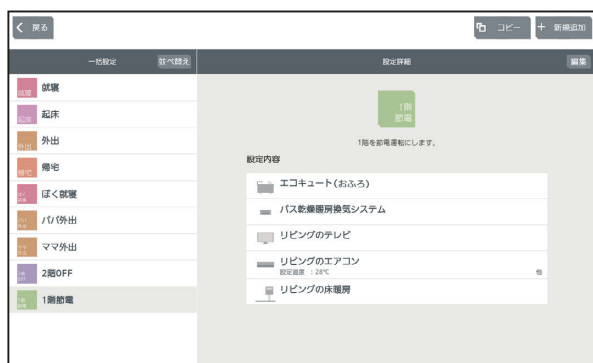 戻る
コピー
新規追加
一括設定
並べ替え
設定詳細
編集
就寝
就寝
起床
起床
外出
外出
帰宅
帰宅
ぼく就寝
パパ外出
ママ外出
2階OFF
1階節電
1階
節電
1階を節電運転にします。
設定内容
エコキュート(おふろ)
バス乾燥暖房換気システム
リビングのテレビ
リビングのエアコン
設定温度 : 28℃
他
リビングの床暖房